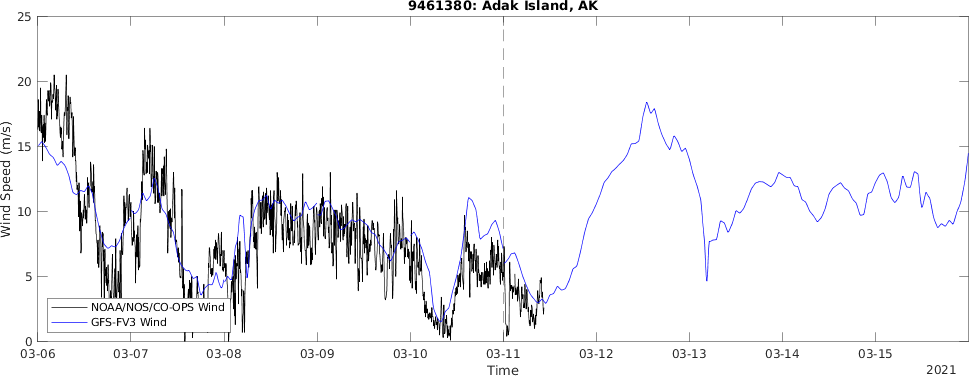 9461380: Adak Island, AK
25
20
15
10
5
0
Wind Speed (m/s)
NOAA/NOS/CO-OPS Wind
GFS-FV3 Wind
03-06 03-07 03-08 03-09 03-10 03-11 03-12 03-13 03-14 03-15
Time
2021